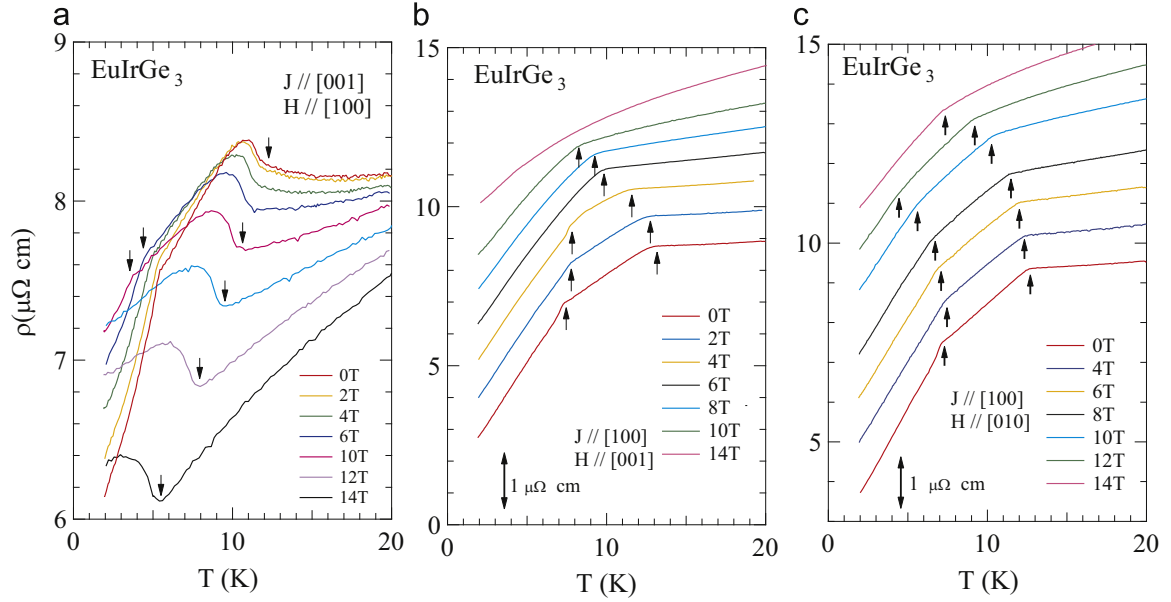 a
EuIrGe3
J // [001]
H // [100]
9
8
7
6
ρ(μΩ cm)
0T
2T
4T
6T
10T
12T
14T
0
10
20
T (K)
b
EuIrGe3
15
10
5
0
0T
2T
4T
6T
8T
10T
14T
J // [100]
H // [001]
1 μΩ cm
0
10
20
T (K)
c
EuIrGe3
15
10
5
0T
4T
6T
8T
10T
12T
14T
J // [100]
H // [010]
1 μΩ cm
0
10
20
T (K)